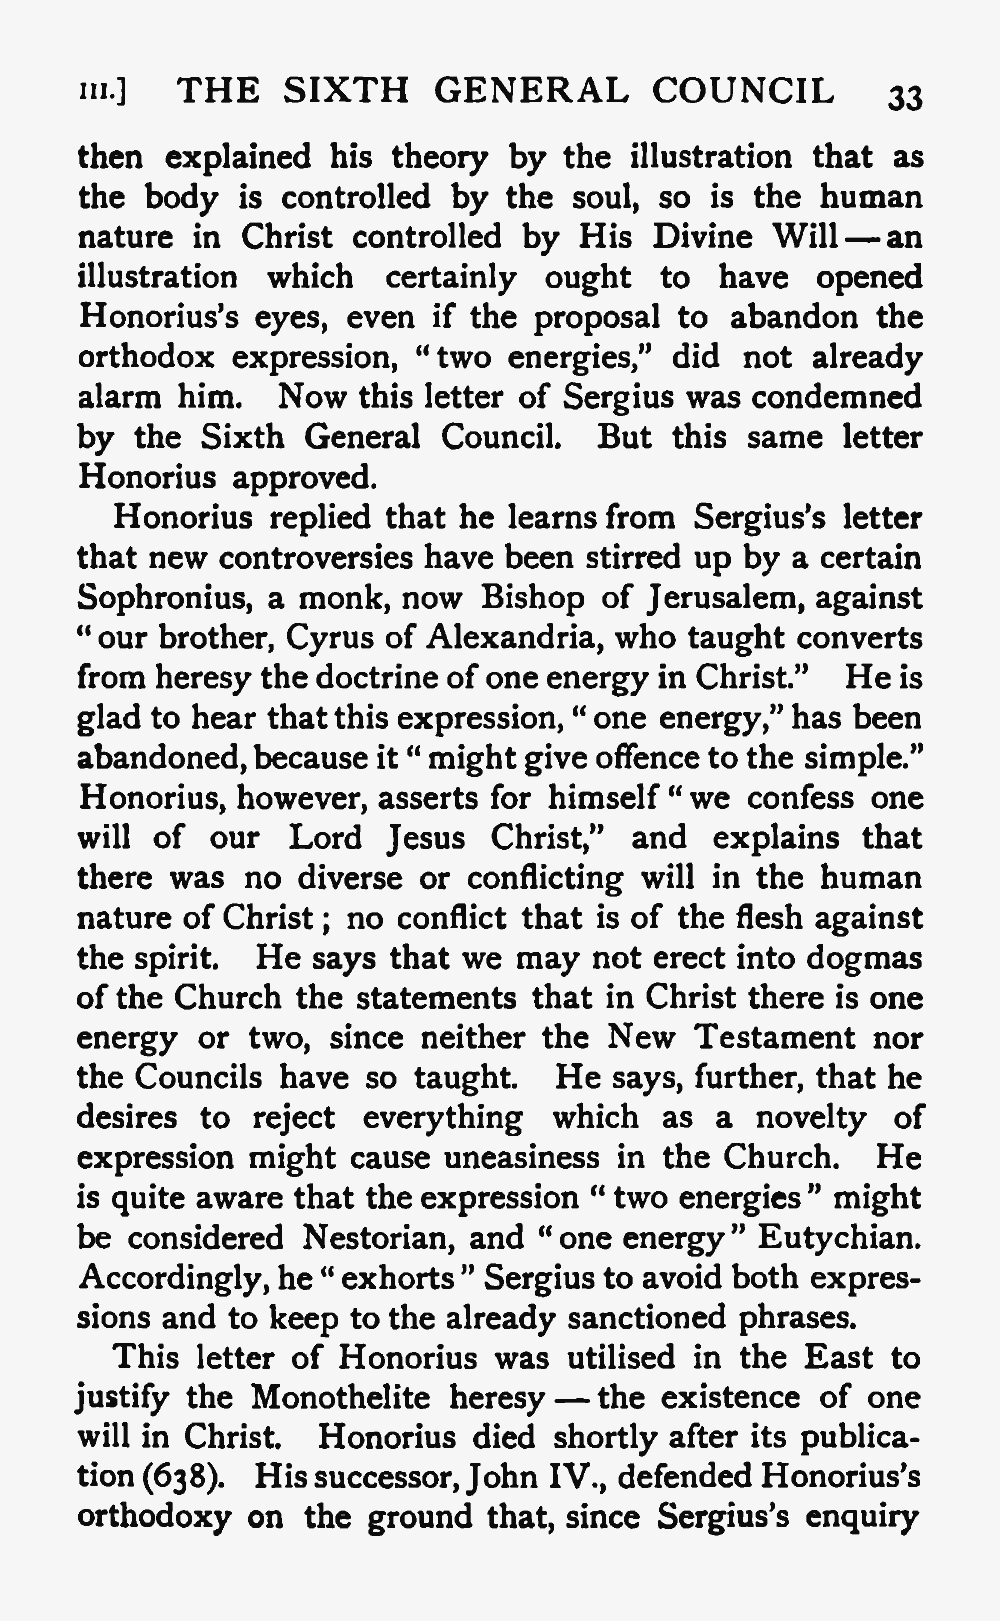 III.] THE SIXTH GENERAL COUNCIL 33
then explained his theory by the illustration that as
the body is controlled by the soul, so is the human
nature in Christ controlled by His Divine Will—an
illustration which certainly ought to have opened
Honorius's eyes, even if the proposal to abandon the
orthodox expression, "two energies," did not already
alarm him. Now this letter of Sergius was condemned
by the Sixth General Council. But this same letter
Honorius approved.
Honorius replied that he learns from Sergius's letter
that new controversies have been stirred up by a certain
Sophronius, a monk, now Bishop of Jerusalem, against
"our brother, Cyrus of Alexandria, who taught converts
from heresy the doctrine of one energy in Christ." He is
glad to hear that this expression, "one energy," has been
abandoned, because it "might give offence to the simple."
Honorius, however, asserts for himself "we confess one
will of our Lord Jesus Christ," and explains that
there was no diverse or conflicting will in the human
nature of Christ; no conflict that is of the flesh against
the spirit. He says that we may not erect into dogmas
of the Church the statements that in Christ there is one
energy or two, since neither the New Testament nor
the Councils have so taught. He says, further, that he
desires to reject everything which as a novelty of
expression might cause uneasiness in the Church. He
is quite aware that the expression "two energies" might
be considered Nestorian, and "one energy" Eutychian.
Accordingly, he "exhorts" Sergius to avoid both expres-
sions and to keep to the already sanctioned phrases.
This letter of Honorius was utilised in the East to
justify the Monothelite heresy—the existence of one
will in Christ. Honorius died shortly after its publica-
tion (638). His successor, John IV., defended Honorius's
orthodoxy on the ground that, since Sergius's enquiry